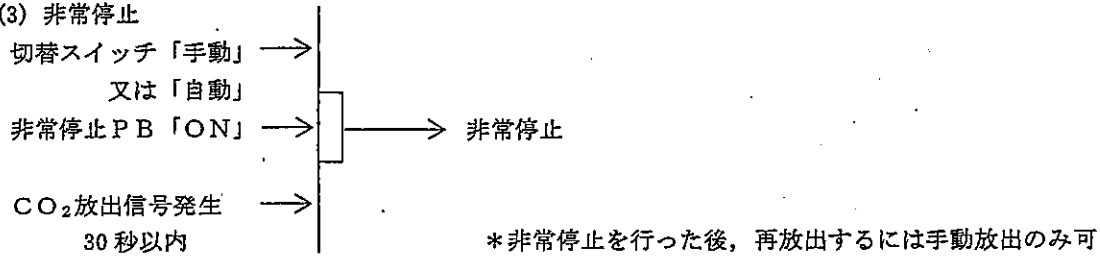 (3) 非常停止
切替スイッチ「手動」
又は「自動」
非常停止PB「ON」
非常停止
CO₂放出信号発生
30秒以内
＊非常停止を行った後，再放出するには手動放出のみ可